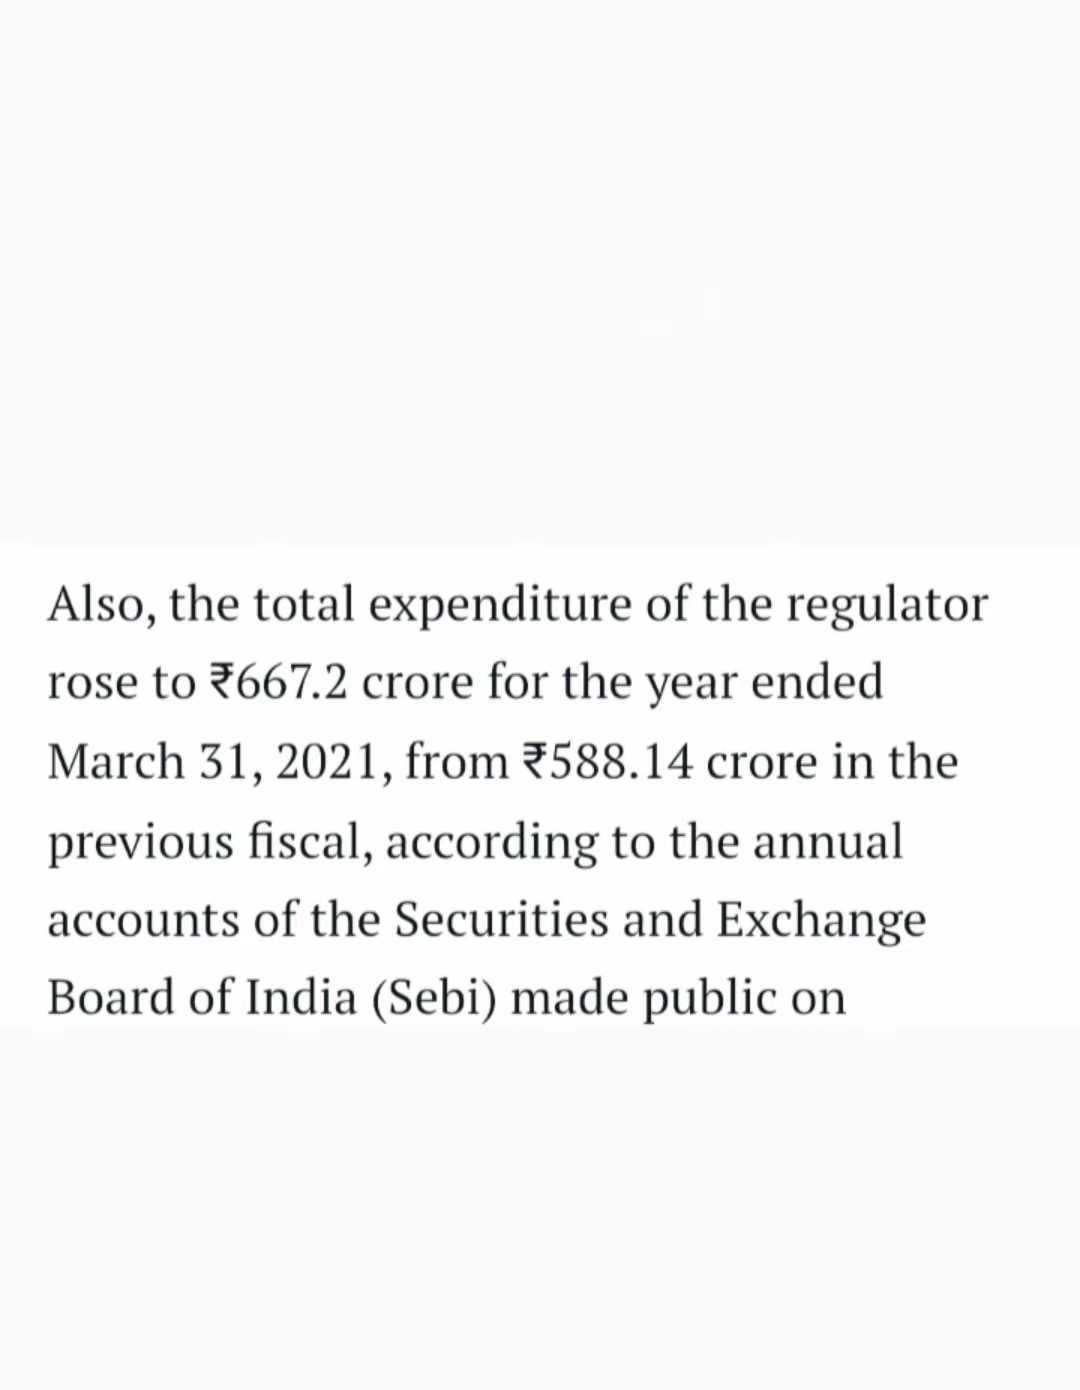 Also, the total expenditure of the regulator
rose to ₹667.2 crore for the year ended
March 31, 2021, from ₹588.14 crore in the
previous fiscal, according to the annual
accounts of the Securities and Exchange
Board of India (Sebi) made public on